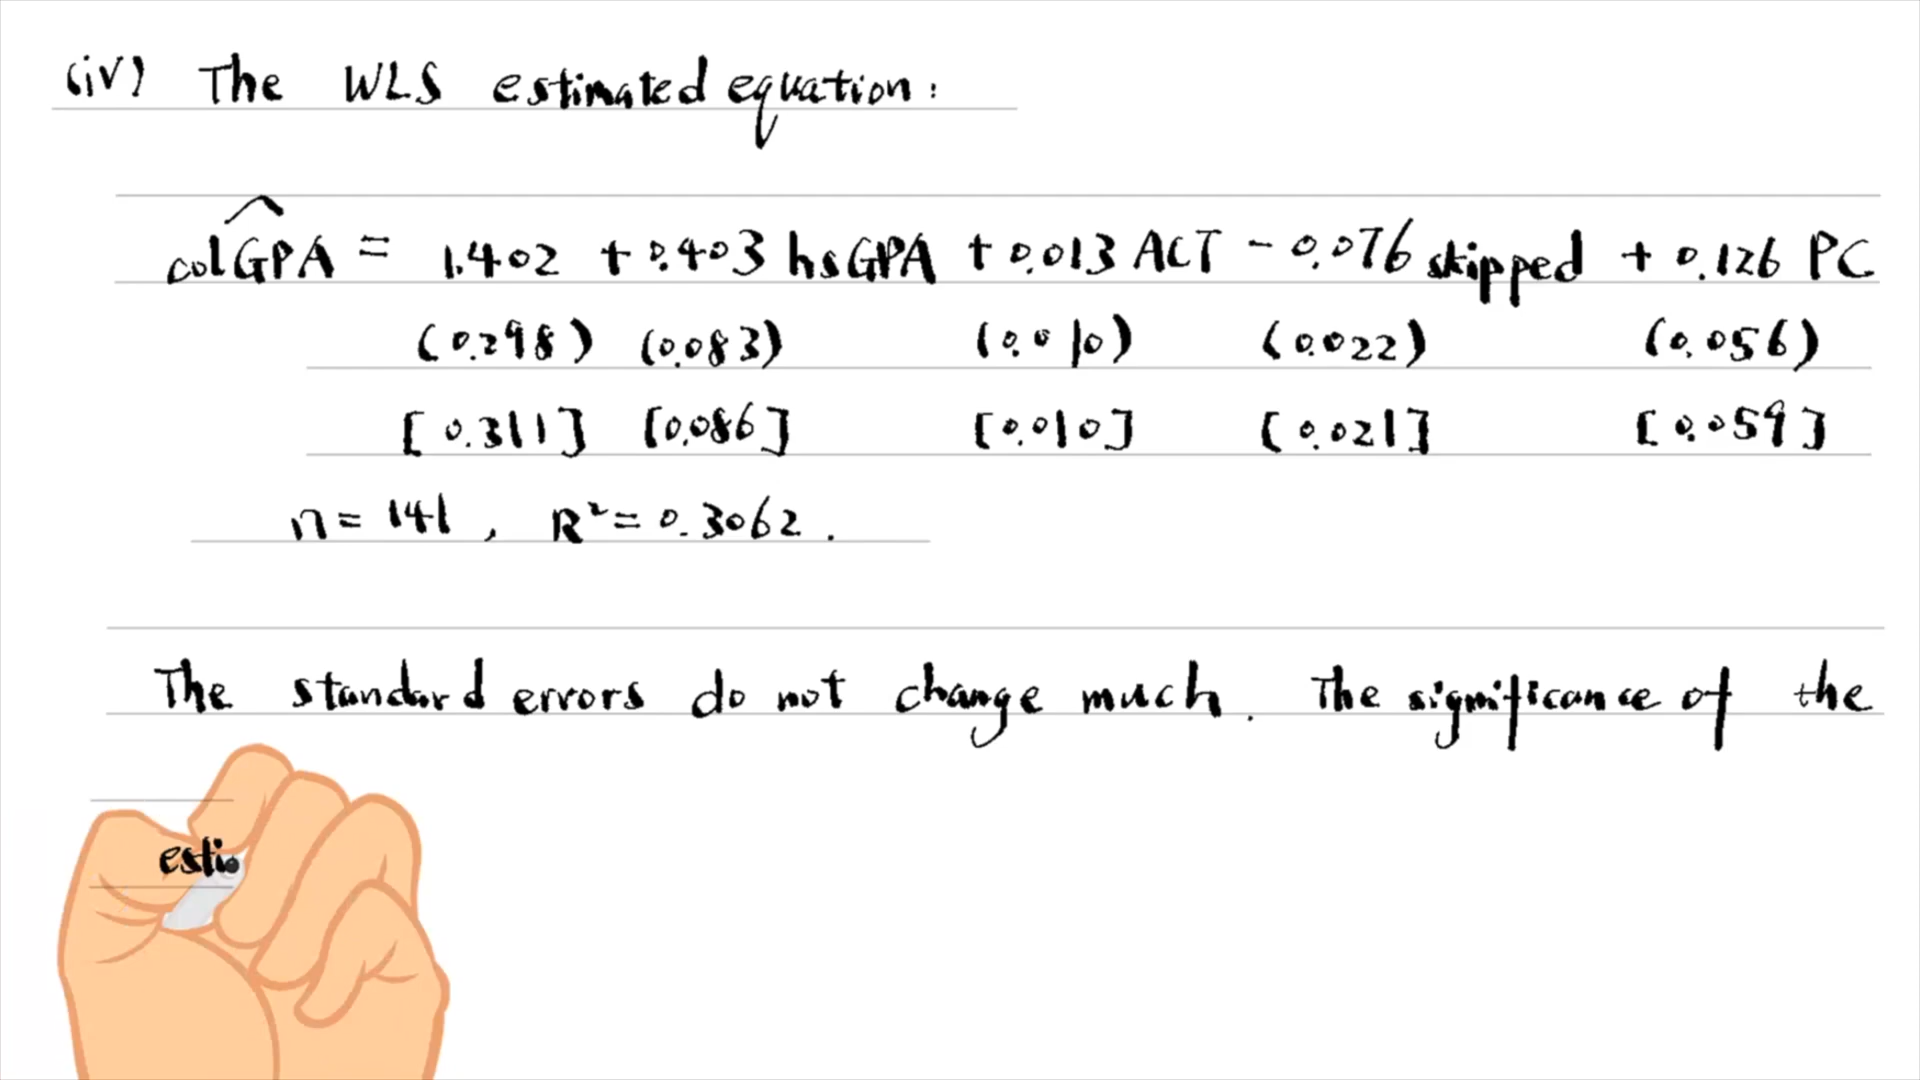 (iv) The WLS estimated equation:
colGPA^ = 1.402 + 0.403 hsGPA + 0.013 ACT - 0.076 skipped + 0.126 PC
(0.298) (0.083) (0.010) (0.022) (0.056)
[0.311] [0.086] [0.010] [0.021] [0.059]
n = 141, R² = 0.3062.
The standard errors do not change much. The significance of the
esti